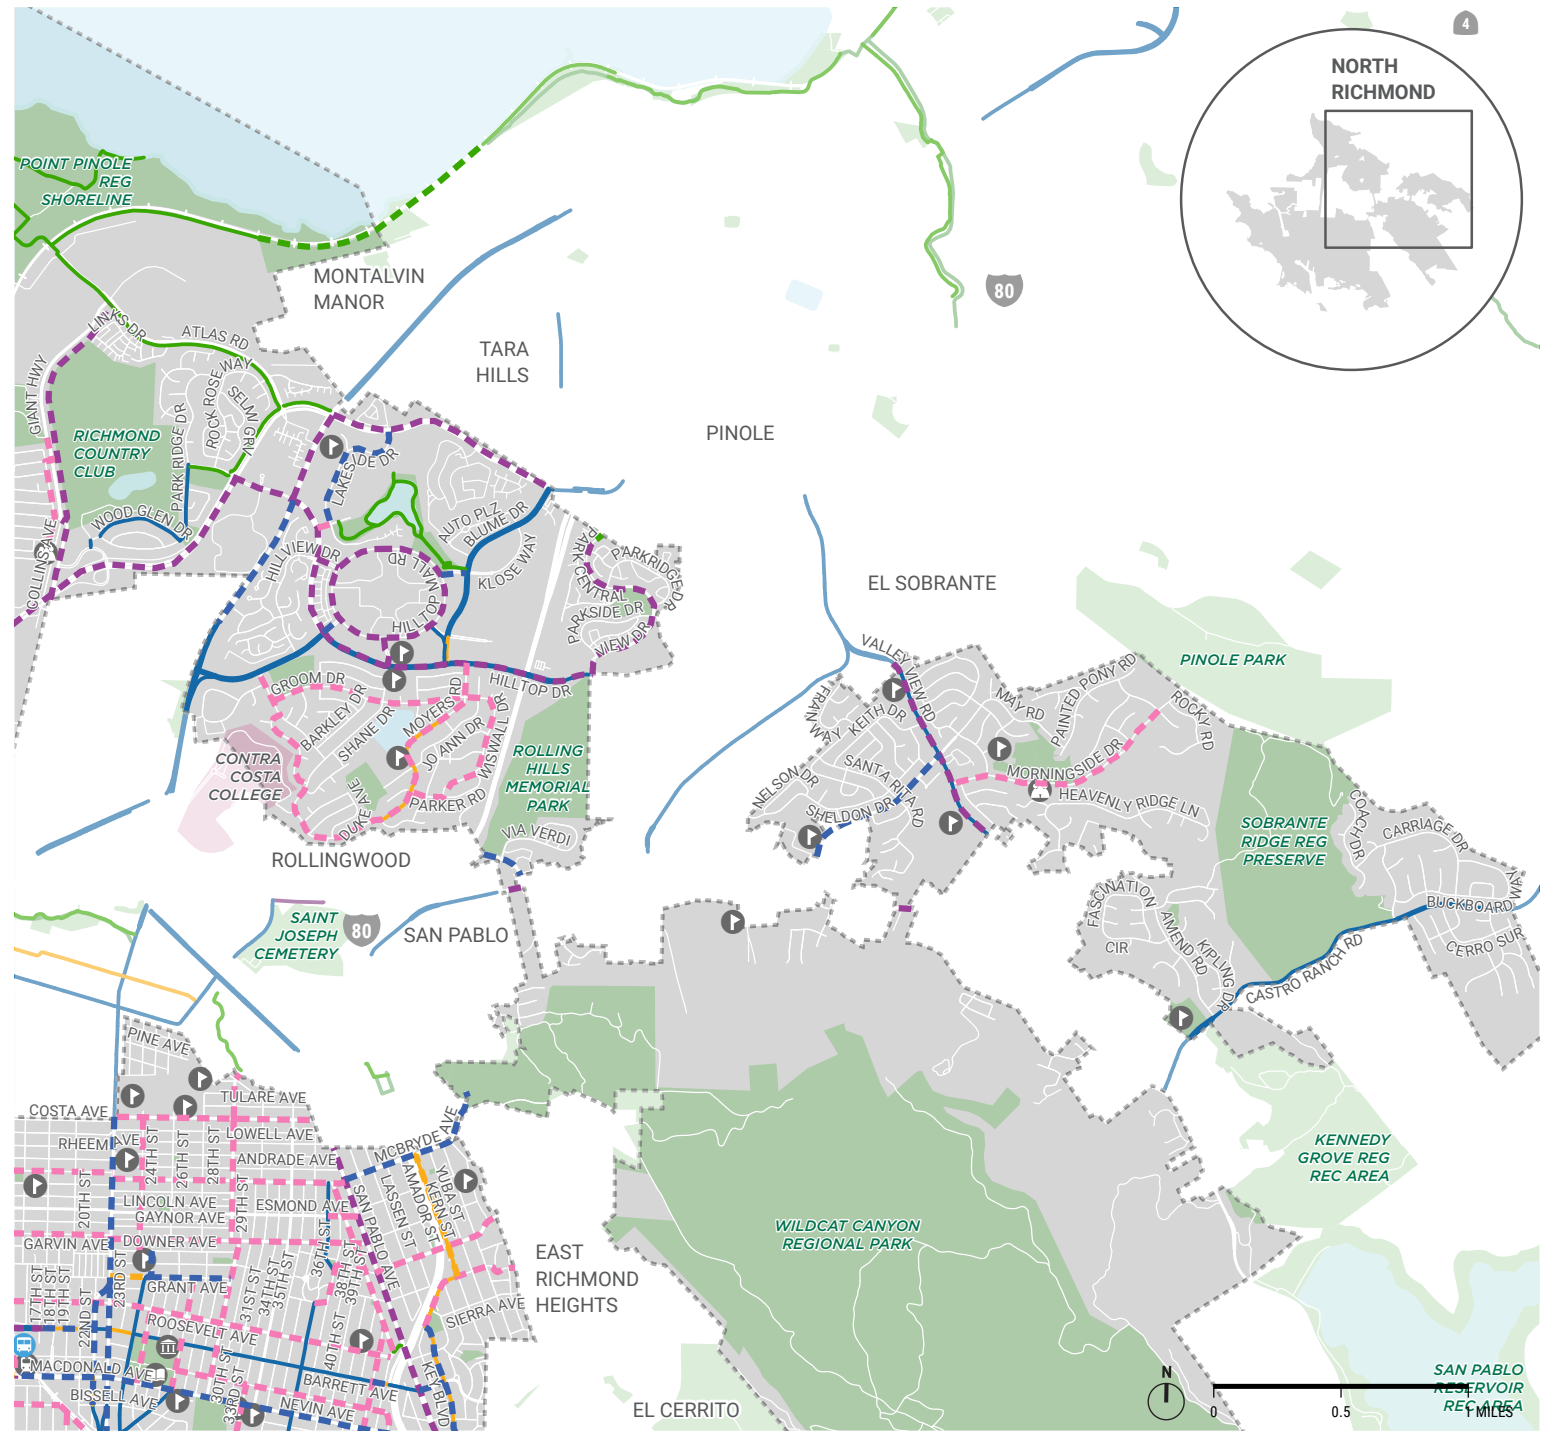 4
NORTH
RICHMOND
POINT PINOLE
REG
SHORELINE
MONTALVIN
MANOR
80
LINKS DR
ATLAS RD
TARA
HILLS
GIANT HWY
ROCK ROSE WAY
SELMI GRV
PARK RIDGE DR
RICHMOND
COUNTRY
CLUB
PINOLE
LAKESIDE DR
WOOD GLEN DR
AUTO PLZ
BLUME DR
COLLINS AVE
HILLVIEW DR
HILLTOP MALL RD
KLOSE WAY
PARK CENTRAL
PARKRIDGE DR
PARKSIDE DR
VIEW DR
EL SOBRANTE
VALLEY VIEW RD
PINOLE PARK
GROOM DR
HILLTOP DR
BARKLEY DR
SHANE DR
MOYERS RD
JO ANN DR
WISWALL DR
FRAN WAY
KEITH DR
MAY RD
PAINTED PONY RD
ROCKY RD
CONTRA
COSTA
COLLEGE
ROLLING
HILLS
MEMORIAL
PARK
NELSON DR
SANTA RITA RD
MORNINGSIDE DR
HEAVENLY RIDGE LN
SHELDON DR
DUKE AVE
PARKER RD
VIA VERDI
SOBRANTE
RIDGE REG
PRESERVE
COACH DR
CARRIAGE DR
ROLLINGWOOD
FASCINATION
CIR
AMEND RD
KIPLING DR
BUCKBOARD WAY
CERRO SUR
CASTRO RANCH RD
SAINT
JOSEPH
CEMETERY
80
SAN PABLO
PINE AVE
COSTA AVE
TULARE AVE
RHEEM AVE
LOWELL AVE
MCBRYDE AVE
ANDRADE AVE
24TH ST
26TH ST
28TH ST
20TH ST
LINCOLN AVE
GAYNOR AVE
29TH ST
ESMOND AVE
SAN PABLO AVE
LASSEN ST
AMADOR ST
KERN ST
YUBA ST
KENNEDY
GROVE REG
REC AREA
GARVIN AVE
DOWNER AVE
WILDCAT CANYON
REGIONAL PARK
EAST
RICHMOND
HEIGHTS
17TH ST
18TH ST
19TH ST
22ND ST
23RD ST
GRANT AVE
31ST ST
34TH ST
35TH ST
36TH ST
38TH ST
39TH ST
40TH ST
SIERRA AVE
ROOSEVELT AVE
MACDONALD AVE
BISSELL AVE
30TH ST
33RD ST
BARRETT AVE
NEVIN AVE
KEY BLVD
EL CERRITO
N
0
0.5
1 MILES
SAN PABLO
RESERVOIR
REC AREA